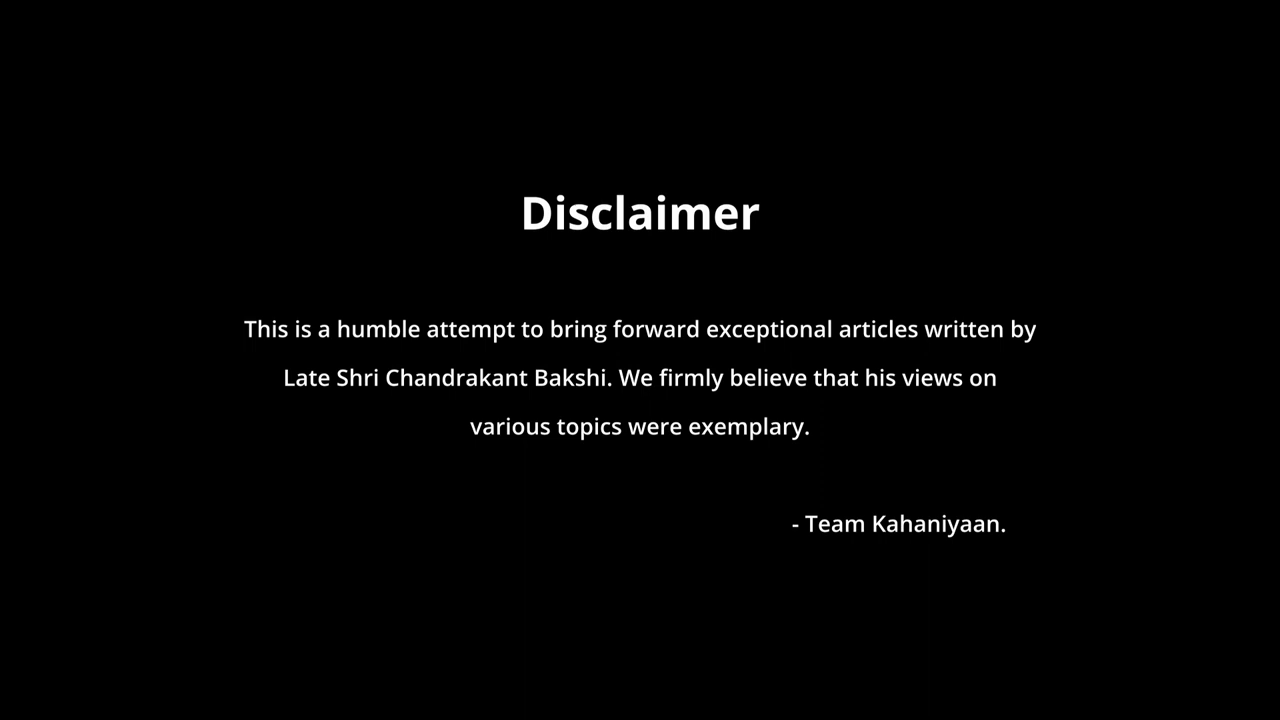 Disclaimer
This is a humble attempt to bring forward exceptional articles written by
Late Shri Chandrakant Bakshi. We firmly believe that his views on
various topics were exemplary.
- Team Kahaniyaan.